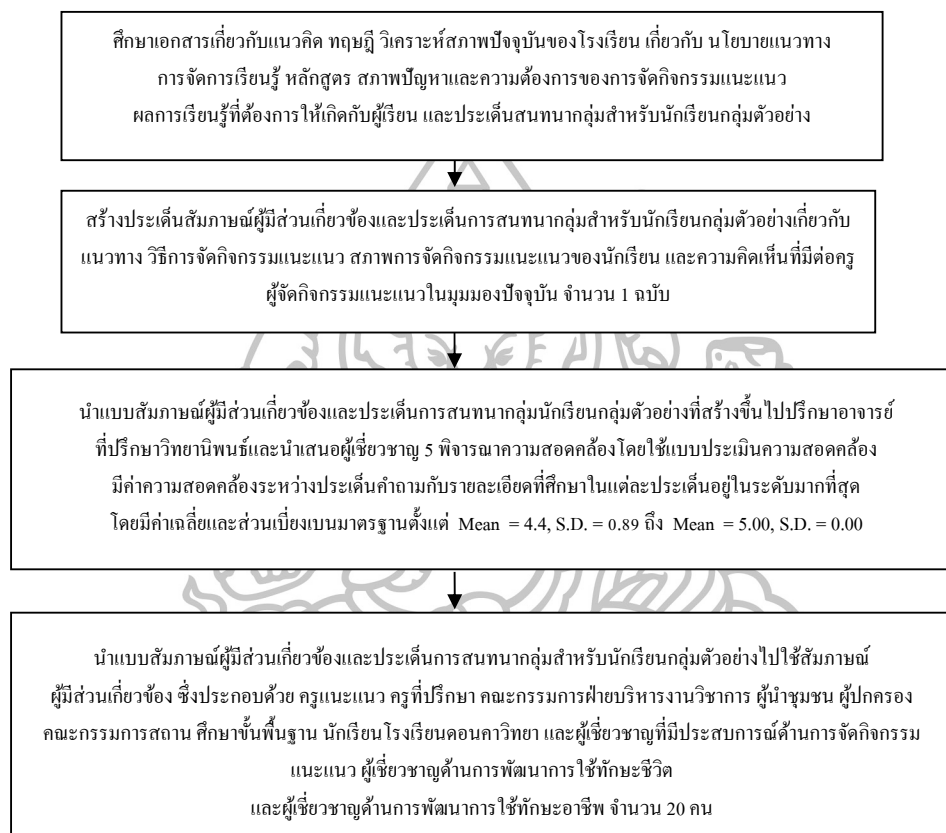 ศึกษาเอกสารเกี่ยวกับแนวคิด ทฤษฎี วิเคราะห์สภาพปัจจุบันของโรงเรียน เกี่ยวกับ นโยบายแนวทาง
การจัดการเรียนรู้ หลักสูตร สภาพปัญหาและความต้องการของการจัดกิจกรรมแนะแนว
ผลการเรียนรู้ที่ต้องการให้เกิดกับผู้เรียน และประเด็นสนทนากลุ่มสำหรับนักเรียนกลุ่มตัวอย่าง
สร้างประเด็นสัมภาษณ์ผู้มีส่วนเกี่ยวข้องและประเด็นการสนทนากลุ่มสำหรับนักเรียนกลุ่มตัวอย่างเกี่ยวกับ
แนวทาง วิธีการจัดกิจกรรมแนะแนว สภาพการจัดกิจกรรมแนะแนวของนักเรียน และความคิดเห็นที่มีต่อครู
ผู้จัดกิจกรรมแนะแนวในมุมมองปัจจุบัน จำนวน 1 ฉบับ
นำแบบสัมภาษณ์ผู้มีส่วนเกี่ยวข้องและประเด็นการสนทนากลุ่มนักเรียนกลุ่มตัวอย่างที่สร้างขึ้นไปปรึกษาอาจารย์
ที่ปรึกษาวิทยานิพนธ์และนำเสนอผู้เชี่ยวชาญ 5 พิจารณาความสอดคล้องโดยใช้แบบประเมินความสอดคล้อง
มีค่าความสอดคล้องระหว่างประเด็นคำถามกับรายละเอียดที่ศึกษาในแต่ละประเด็นอยู่ในระดับมากที่สุด
โดยมีค่าเฉลี่ยและส่วนเบี่ยงเบนมาตรฐานตั้งแต่ Mean = 4.4, S.D. = 0.89 ถึง Mean = 5.00, S.D. = 0.00
นำแบบสัมภาษณ์ผู้มีส่วนเกี่ยวข้องและประเด็นการสนทนากลุ่มสำหรับนักเรียนกลุ่มตัวอย่างไปใช้สัมภาษณ์
ผู้มีส่วนเกี่ยวข้อง ซึ่งประกอบด้วย ครูแนะแนว ครูที่ปรึกษา คณะกรรมการฝ่ายบริหารงานวิชาการ ผู้นำชุมชน ผู้ปกครอง
คณะกรรมการสถาน ศึกษาขั้นพื้นฐาน นักเรียนโรงเรียนดอนคาวิทยา และผู้เชี่ยวชาญที่มีประสบการณ์ด้านการจัดกิจกรรม
แนะแนว ผู้เชี่ยวชาญด้านการพัฒนาการใช้ทักษะชีวิต
และผู้เชี่ยวชาญด้านการพัฒนาการใช้ทักษะอาชีพ จำนวน 20 คน